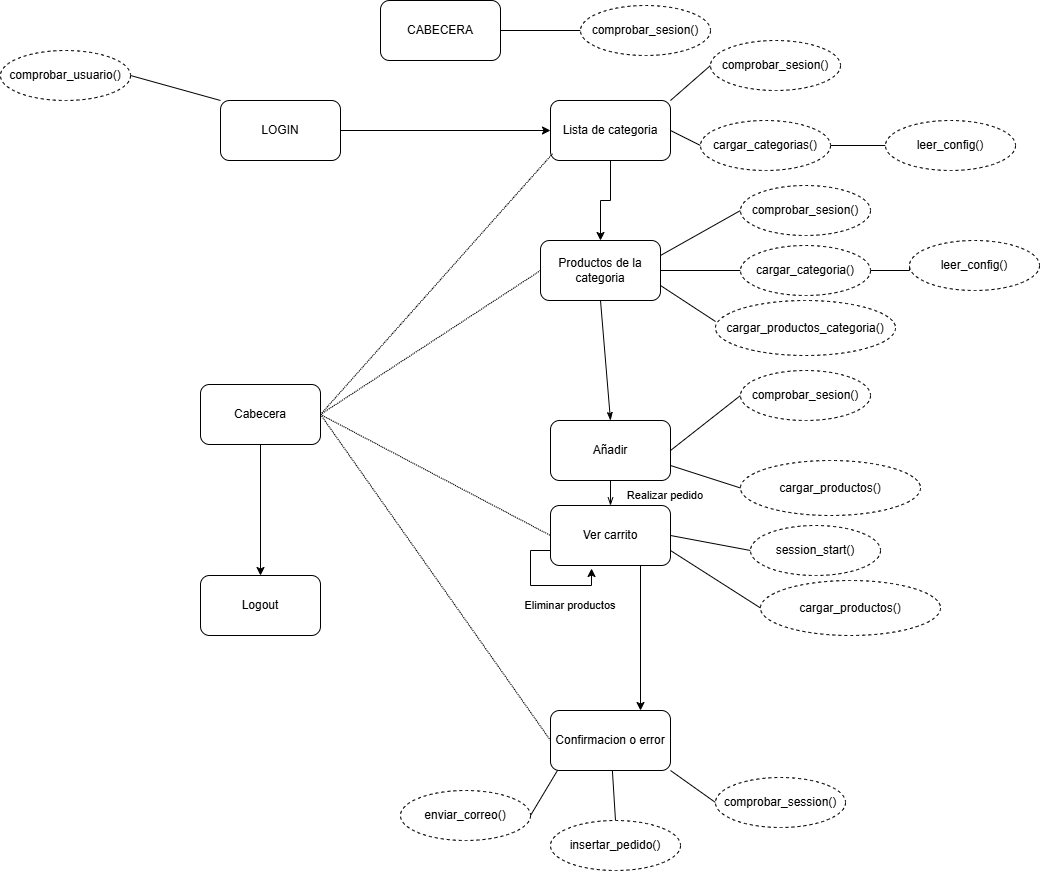 CABECERA
comprobar_sesion()
comprobar_usuario()
LOGIN
Lista de categoria
comprobar_sesion()
cargar_categorias()
leer_config()
Productos de la
categoria
comprobar_sesion()
cargar_categoria()
leer_config()
cargar_productos_categoria()
Cabecera
Añadir
comprobar_sesion()
cargar_productos()
Realizar pedido
Ver carrito
session_start()
cargar_productos()
Eliminar productos
Logout
Confirmacion o error
enviar_correo()
insertar_pedido()
comprobar_session()